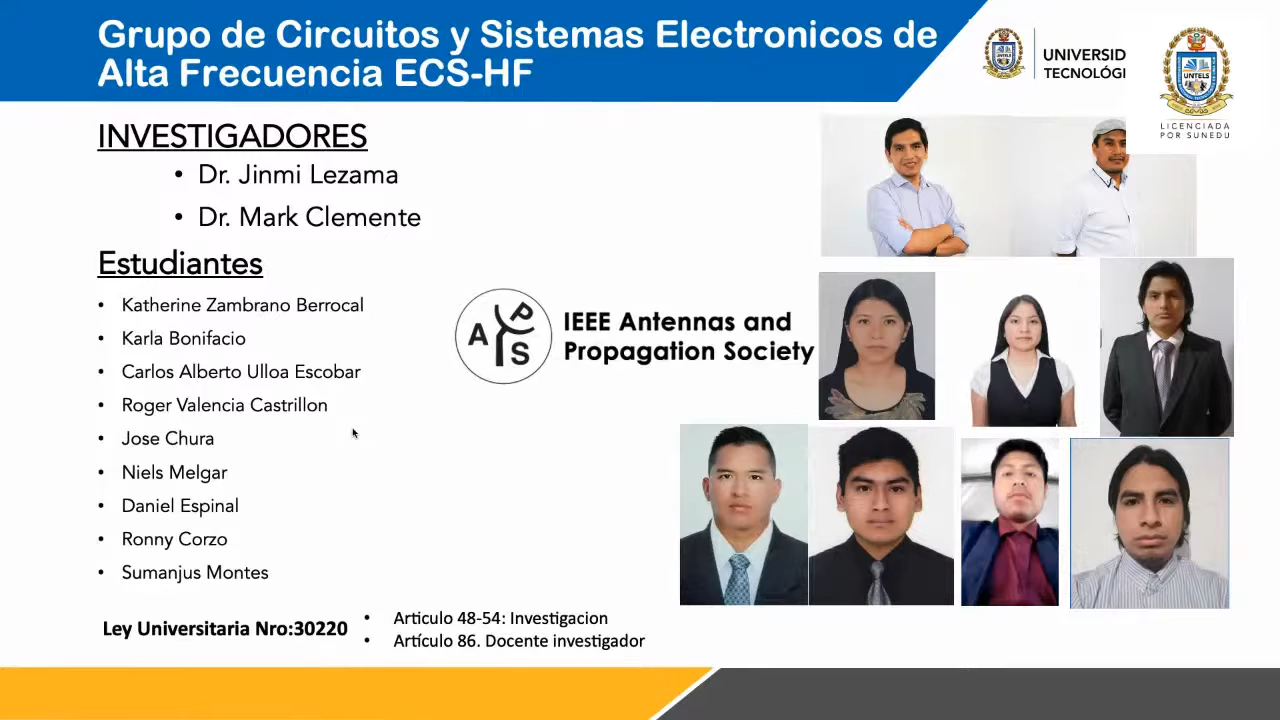 Grupo de Circuitos y Sistemas Electronicos de
Alta Frecuencia ECS-HF
UNIVERSID
TECNOLÓGI
UNTELS
LICENCIADA
POR SUNEDU
INVESTIGADORES
• Dr. Jinmi Lezama
• Dr. Mark Clemente
Estudiantes
• Katherine Zambrano Berrocal
• Karla Bonifacio
• Carlos Alberto Ulloa Escobar
• Roger Valencia Castrillon
• Jose Chura
• Niels Melgar
• Daniel Espinal
• Ronny Corzo
• Sumanjus Montes
A P S
IEEE Antennas and
Propagation Society
Ley Universitaria Nro:30220
• Articulo 48-54: Investigacion
• Artículo 86. Docente investigador